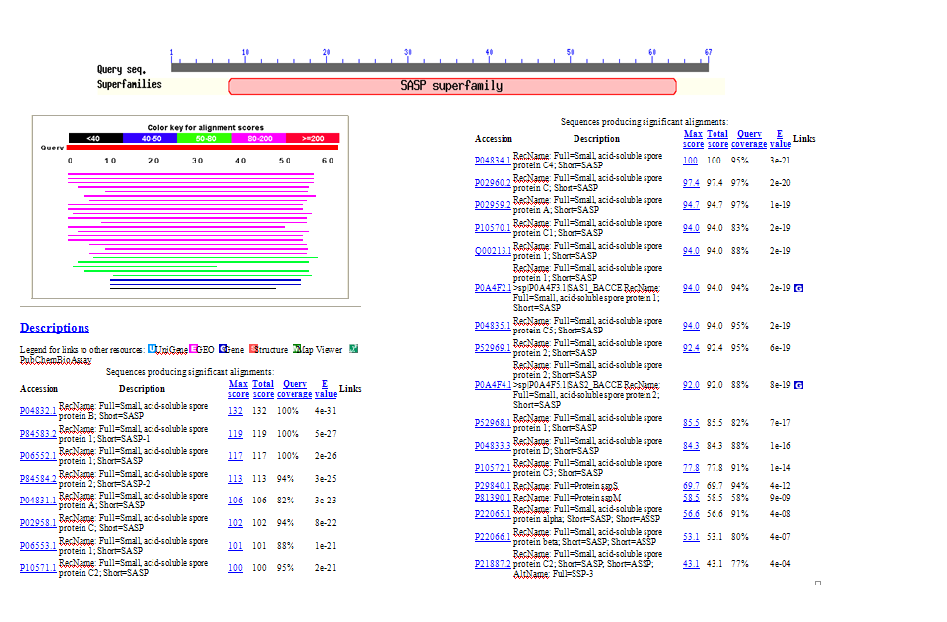 1 10 20 30 40 50 60 67
Query seq.
Superfamilies
SASP superfamily
Color key for alignment scores
<40 40-50 50-80 80-200 >=200
Query
0 10 20 30 40 50 60
Descriptions
Legend for links to other resources: UniGene GEO Gene Structure Map Viewer
PubChem BioAssay
Sequences producing significant alignments:
Accession Description Max score Total score Query coverage E value Links
P04832.1 RecName: Full=Small, acid-soluble spore
protein B; Short=SASP 132 132 100% 4e-31
P84583.2 RecName: Full=Small, acid-soluble spore
protein 1; Short=SASP-1 119 119 100% 5e-27
P06552.1 RecName: Full=Small, acid-soluble spore
protein 1; Short=SASP 117 117 100% 2e-26
P84584.2 RecName: Full=Small, acid-soluble spore
protein 2; Short=SASP-2 113 113 94% 3e-25
P04831.1 RecName: Full=Small, acid-soluble spore
protein A; Short=SASP 106 106 82% 3e-23
P02958.1 RecName: Full=Small, acid-soluble spore
protein C; Short=SASP 102 102 94% 8e-22
P06553.1 RecName: Full=Small, acid-soluble spore
protein 1; Short=SASP 101 101 88% 1e-21
P10571.1 RecName: Full=Small, acid-soluble spore
protein C2; Short=SASP 100 100 95% 2e-21
Sequences producing significant alignments:
Accession Description Max score Total score Query coverage E value Links
P04834.1 RecName: Full=Small, acid-soluble spore
protein C4; Short=SASP 100 100 95% 3e-21
P02960.2 RecName: Full=Small, acid-soluble spore
protein C; Short=SASP 97.4 97.4 97% 2e-20
P02959.2 RecName: Full=Small, acid-soluble spore
protein A; Short=SASP 94.7 94.7 97% 1e-19
P10570.1 RecName: Full=Small, acid-soluble spore
protein C1; Short=SASP 94.0 94.0 83% 2e-19
Q00213.1 RecName: Full=Small, acid-soluble spore
protein 1; Short=SASP 94.0 94.0 88% 2e-19
RecName: Full=Small, acid-soluble spore
protein 1; Short=SASP
P0A4F2.1 >sp|P0A4F3.1|SAS1_BACCE RecName: 94.0 94.0 94% 2e-19 G
Full=Small, acid-soluble spore protein 1;
Short=SASP
P04835.1 RecName: Full=Small, acid-soluble spore
protein C5; Short=SASP 94.0 94.0 95% 2e-19
P52969.1 RecName: Full=Small, acid-soluble spore
protein 2; Short=SASP 92.4 92.4 95% 6e-19
RecName: Full=Small, acid-soluble spore
protein 2; Short=SASP
P0A4F4.1 >sp|P0A4F5.1|SAS2_BACCE RecName: 92.0 92.0 88% 8e-19 G
Full=Small, acid-soluble spore protein 2;
Short=SASP
P52968.1 RecName: Full=Small, acid-soluble spore
protein 1; Short=SASP 85.5 85.5 82% 7e-17
P04833.3 RecName: Full=Small, acid-soluble spore
protein D; Short=SASP 84.3 84.3 88% 1e-16
P10572.1 RecName: Full=Small, acid-soluble spore
protein C3; Short=SASP 77.8 77.8 91% 1e-14
P29840.1 RecName: Full=Protein sspS 69.7 69.7 94% 4e-12
P81390.1 RecName: Full=Protein sspM 58.5 58.5 58% 9e-09
P22065.1 RecName: Full=Small, acid-soluble spore
protein alpha; Short=SASP; Short=ASSP 56.6 56.6 91% 4e-08
P22066.1 RecName: Full=Small, acid-soluble spore
protein beta; Short=SASP; Short=ASSP 53.1 53.1 80% 4e-07
RecName: Full=Small, acid-soluble spore
P21887.2 protein C2; Short=SASP; Short=ASSP; 43.1 43.1 77% 4e-04
AltName: Full=SSP-3